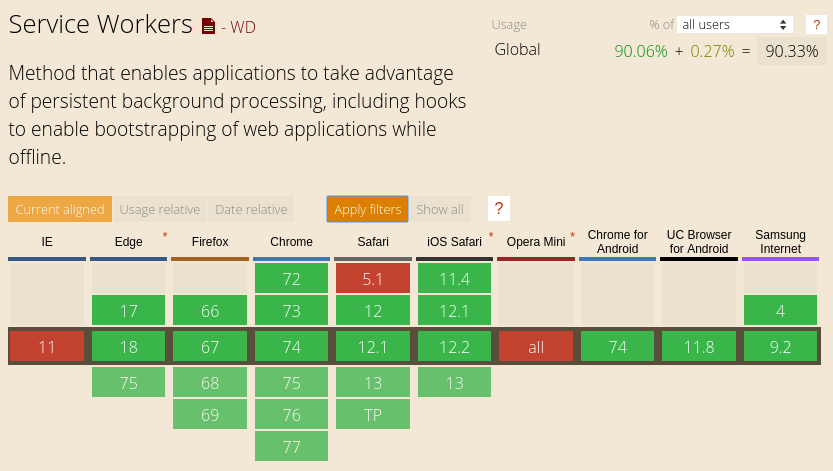 Service Workers - WD
Usage % of all users ?
Global 90.06% + 0.27% = 90.33%
Method that enables applications to take advantage
of persistent background processing, including hooks
to enable bootstrapping of web applications while
offline.
Current aligned Usage relative Date relative Apply filters Show all ?
IE Edge * Firefox Chrome Safari iOS Safari * Opera Mini * Chrome for Android UC Browser for Android Samsung Internet
72 5.1 11.4
17 66 73 12 12.1 4
11 18 67 74 12.1 12.2 all 74 11.8 9.2
75 68 75 13 13
69 76 TP
77